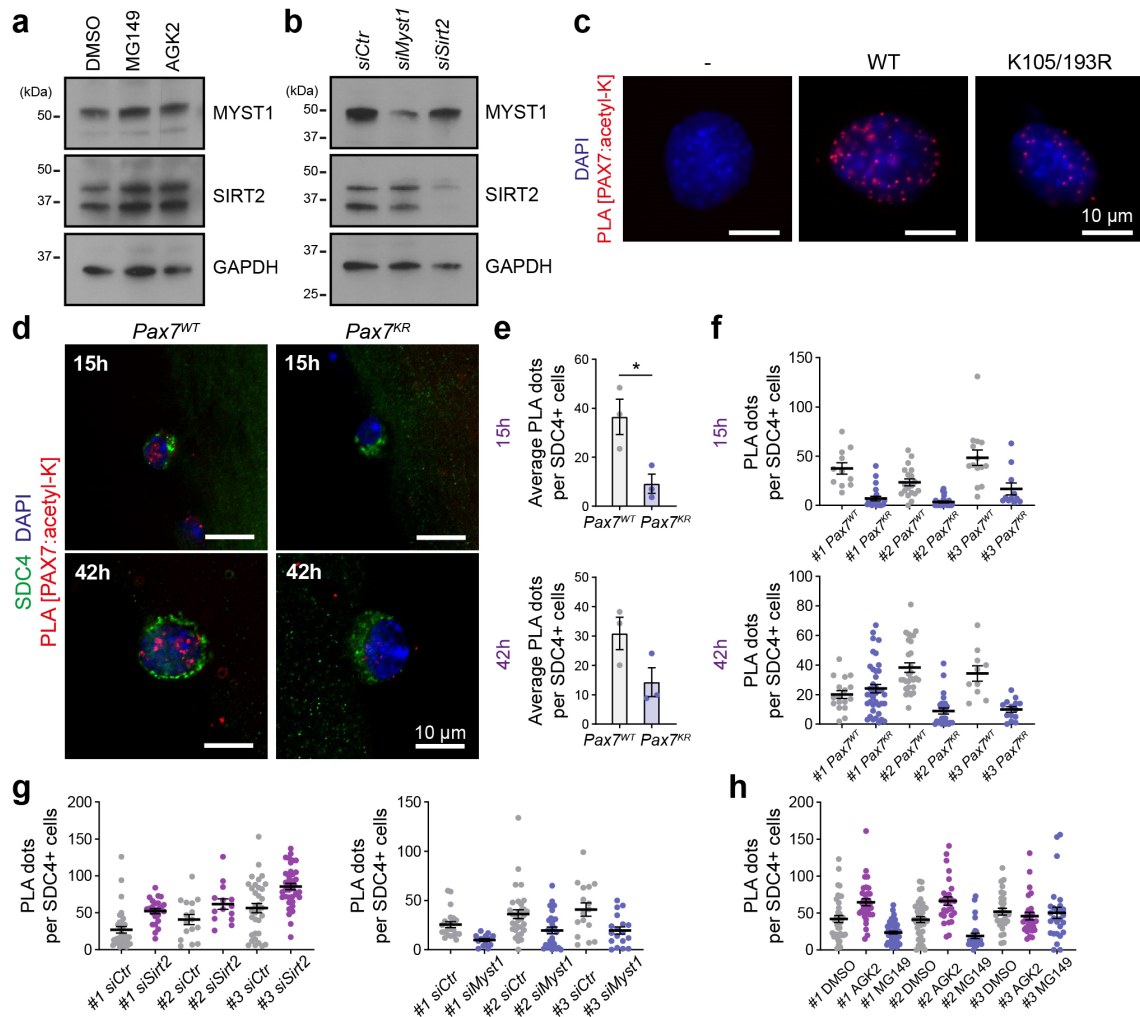 a
DMSO
MG149
AGK2
(kDa)
50
37
37
MYST1
SIRT2
GAPDH
b
siCtr
siMyst1
siSirt2
(kDa)
50
37
37
37
25
MYST1
SIRT2
GAPDH
c
-
WT
K105/193R
DAPI
PLA [PAX7:acetyl-K]
10 µm
d
Pax7WT
Pax7KR
15h
15h
42h
42h
SDC4 DAPI
PLA [PAX7:acetyl-K]
10 µm
e
15h
Average PLA dots
per SDC4+ cells
60
40
20
0
*
Pax7WT
Pax7KR
42h
Average PLA dots
per SDC4+ cells
50
40
30
20
10
0
Pax7WT
Pax7KR
f
15h
PLA dots
per SDC4+ cells
150
100
50
0
#1 Pax7WT
#1 Pax7KR
#2 Pax7WT
#2 Pax7KR
#3 Pax7WT
#3 Pax7KR
42h
PLA dots
per SDC4+ cells
100
80
60
40
20
0
#1 Pax7WT
#1 Pax7KR
#2 Pax7WT
#2 Pax7KR
#3 Pax7WT
#3 Pax7KR
g
PLA dots
per SDC4+ cells
200
150
100
50
0
#1 siCtr
#1 siSirt2
#2 siCtr
#2 siSirt2
#3 siCtr
#3 siSirt2
PLA dots
per SDC4+ cells
150
100
50
0
#1 siCtr
#1 siMyst1
#2 siCtr
#2 siMyst1
#3 siCtr
#3 siMyst1
h
PLA dots
per SDC4+ cells
200
150
100
50
0
#1 DMSO
#1 AGK2
#1 MG149
#2 DMSO
#2 AGK2
#2 MG149
#3 DMSO
#3 AGK2
#3 MG149